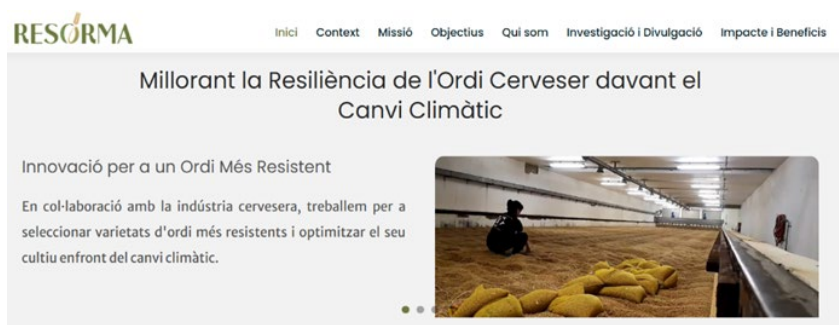 RESORMA
Inici Context Missió Objectius Qui som Investigació i Divulgació Impacte i Beneficis
Millorant la Resiliència de l'Ordi Cerveser davant el
Canvi Climàtic
Innovació per a un Ordi Més Resistent
En col·laboració amb la indústria cervesera, treballem per a
seleccionar varietats d'ordi més resistents i optimitzar el seu
cultiu enfront del canvi climàtic.